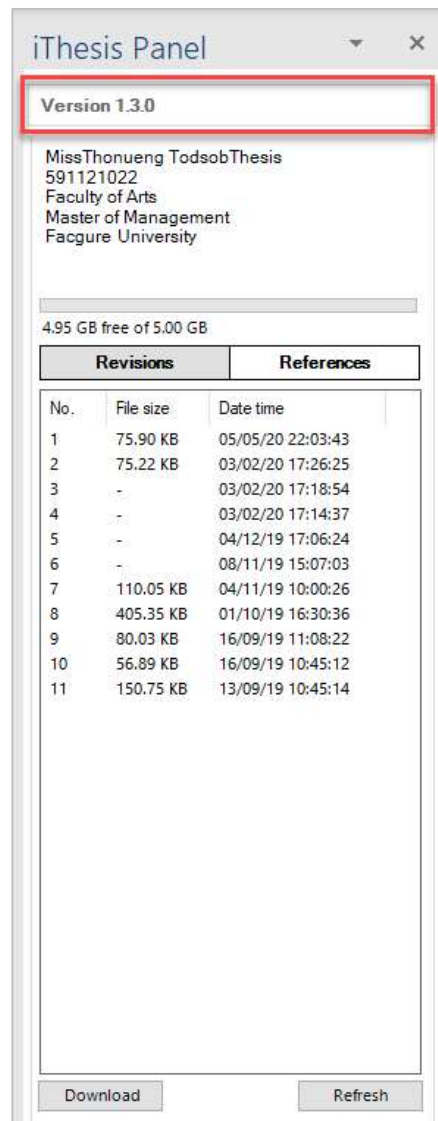 iThesis Panel
Version 1.3.0
MissThonueng TodsobThesis
591121022
Faculty of Arts
Master of Management
Facgure University
4.95 GB free of 5.00 GB
Revisions References
No. File size Date time
1 75.90 KB 05/05/20 22:03:43
2 75.22 KB 03/02/20 17:26:25
3 - 03/02/20 17:18:54
4 - 03/02/20 17:14:37
5 - 04/12/19 17:06:24
6 - 08/11/19 15:07:03
7 110.05 KB 04/11/19 10:00:26
8 405.35 KB 01/10/19 16:30:36
9 80.03 KB 16/09/19 11:08:22
10 56.89 KB 16/09/19 10:45:12
11 150.75 KB 13/09/19 10:45:14
Download Refresh